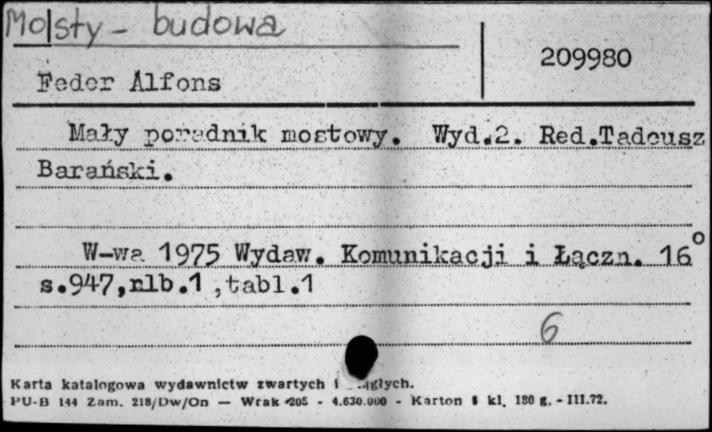 Mosty - budowa
209980
Feder Alfons
Mały poradnik mostowy. Wyd.2. Red.Tadeusz
Barański.
W-wa 1975 Wydaw. Komunikacji i Łączn. 16°
s.947,nlb.1 ,tabl.1
6
Karta katalogowa wydawnictw zwartych i
PU-B 144 Zam. 218/Dw/On — Wrak 205 - 4.630.000 - Karton kl. 180 g. - III.72.